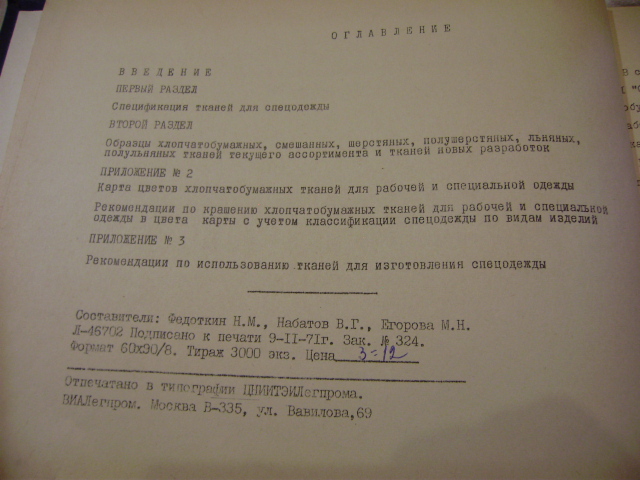 ОГЛАВЛЕНИЕ
ВВЕДЕНИЕ
ПЕРВЫЙ РАЗДЕЛ
Спецификация тканей для спецодежды
ВТОРОЙ РАЗДЕЛ
Образцы хлопчатобумажных, смешанных, шерстяных, полушерстяных, льняных,
полульняных тканей текущего ассортимента и тканей новых разработок
ПРИЛОЖЕНИЕ № 2
Карта цветов хлопчатобумажных тканей для рабочей и специальной одежды
Рекомендации по крашению хлопчатобумажных тканей для рабочей и специальной
одежды в цвета карты с учетом классификации спецодежды по видам изделий
ПРИЛОЖЕНИЕ № 3
Рекомендации по использованию тканей для изготовления спецодежды
Составители: Федоткин Н.М., Набатов В.Г., Егорова М.Н.
Л-46702 Подписано к печати 9-II-71г. Зак. № 324.
Формат 60x90/8. Тираж 3000 экз. Цена 3=12
Отпечатано в типографии ЦНИИТЭИЛегпрома.
ВИАЛегпром. Москва В-335, ул. Вавилова,69